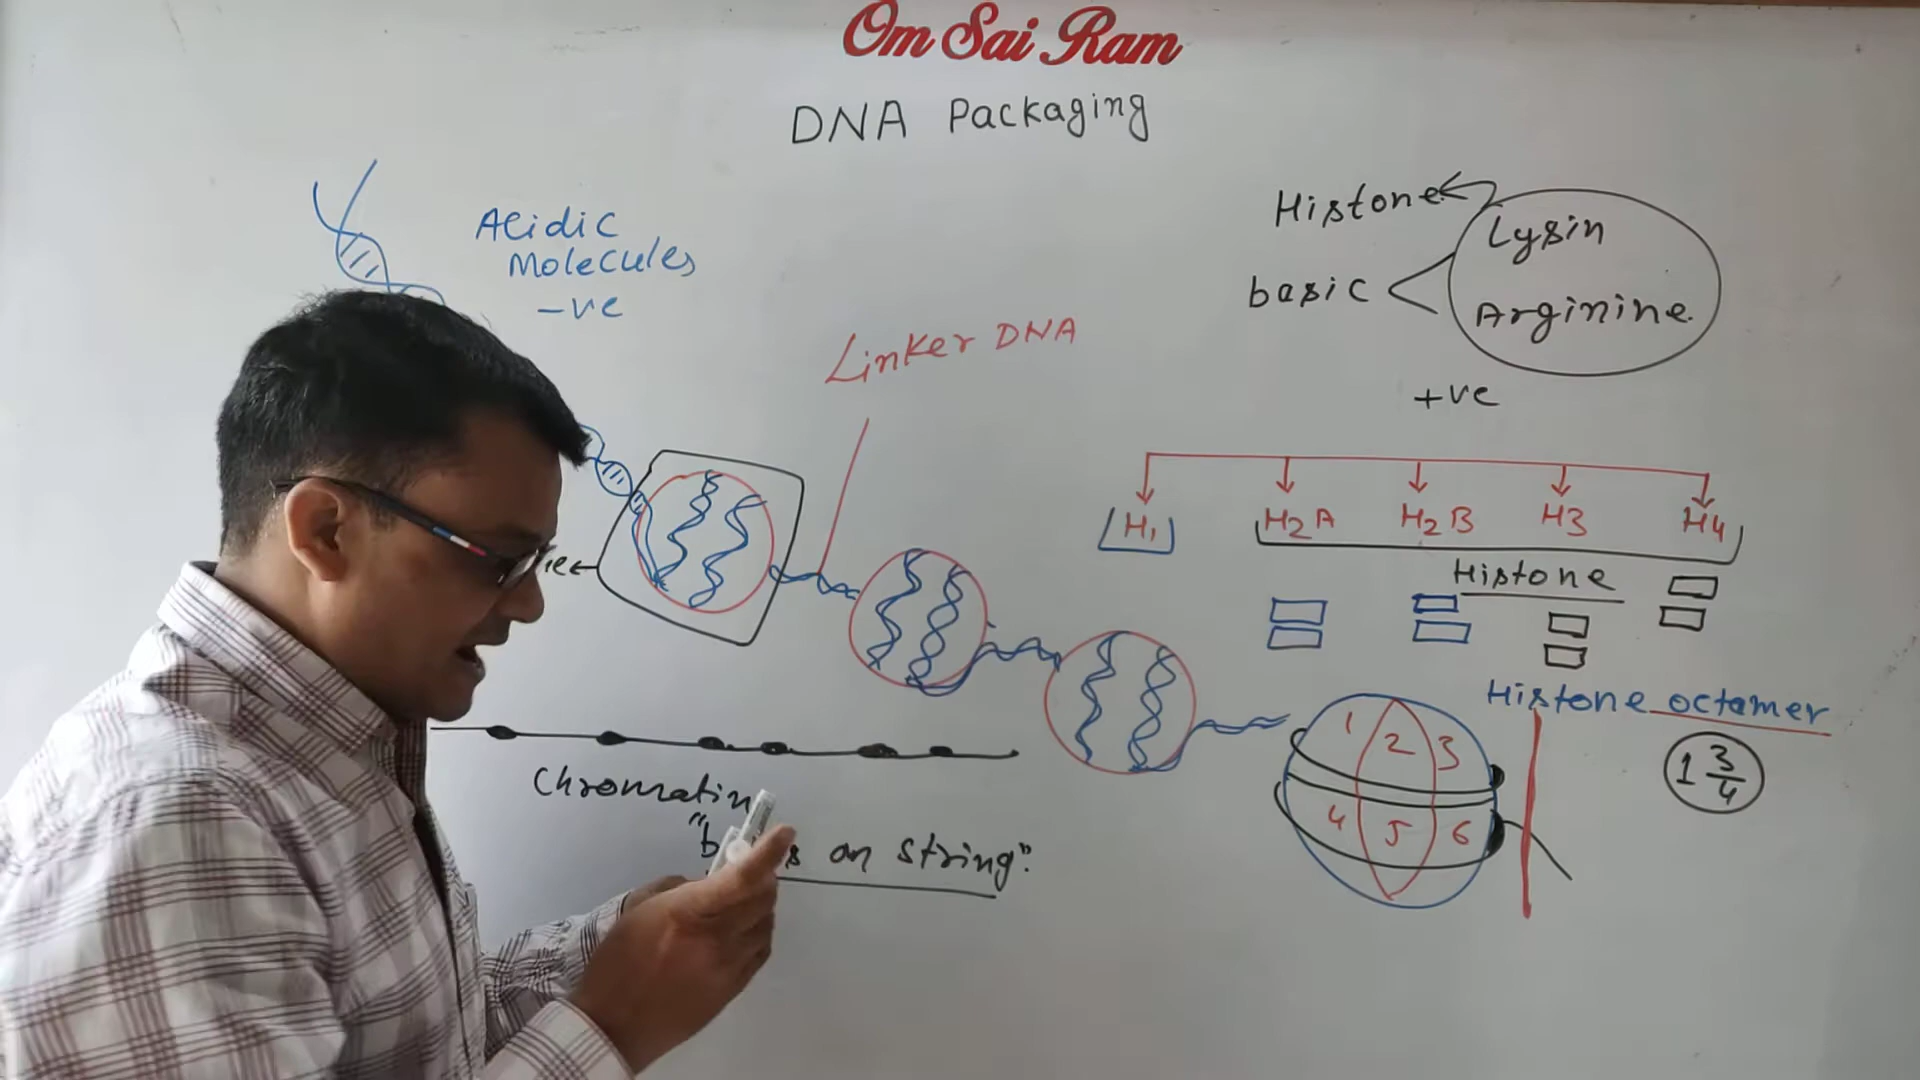 Om Sai Ram
DNA Packaging
Acidic
Molecules
-ve
Histone
Lysin
basic
Arginine
+ve
Linker DNA
H1 H2A H2B H3 H4
Histone
Histone octamer
1 3/4
1 2 3
4 5 6
Chromatin
on string"